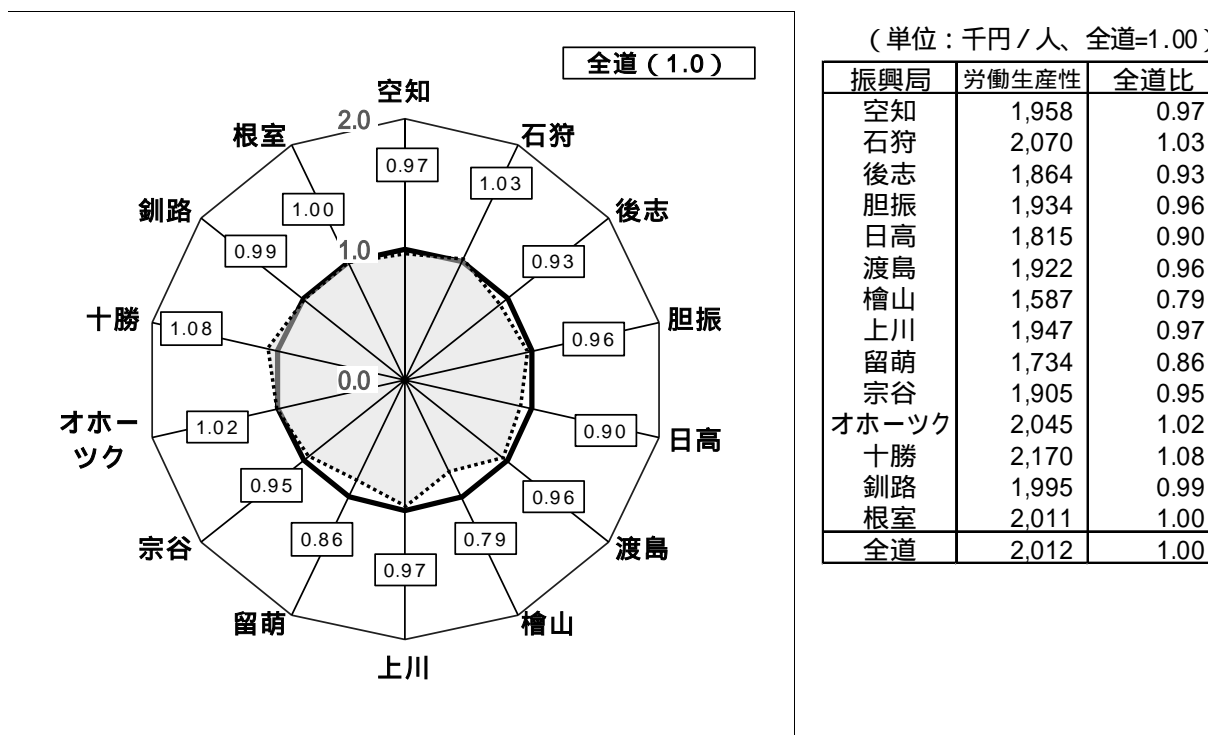 全道（1.0）
空知
2.0
根室
石狩
0.97
1.03
1.00
釧路
後志
0.99
0.93
1.0
十勝
胆振
1.08
0.96
0.0
オホー
ツク
1.02
0.90
日高
0.95
0.96
宗谷
渡島
0.86
0.79
0.97
留萌
檜山
上川
（単位：千円／人、全道=1.00）
振興局 労働生産性 全道比
空知 1,958 0.97
石狩 2,070 1.03
後志 1,864 0.93
胆振 1,934 0.96
日高 1,815 0.90
渡島 1,922 0.96
檜山 1,587 0.79
上川 1,947 0.97
留萌 1,734 0.86
宗谷 1,905 0.95
オホーツク 2,045 1.02
十勝 2,170 1.08
釧路 1,995 0.99
根室 2,011 1.00
全道 2,012 1.00